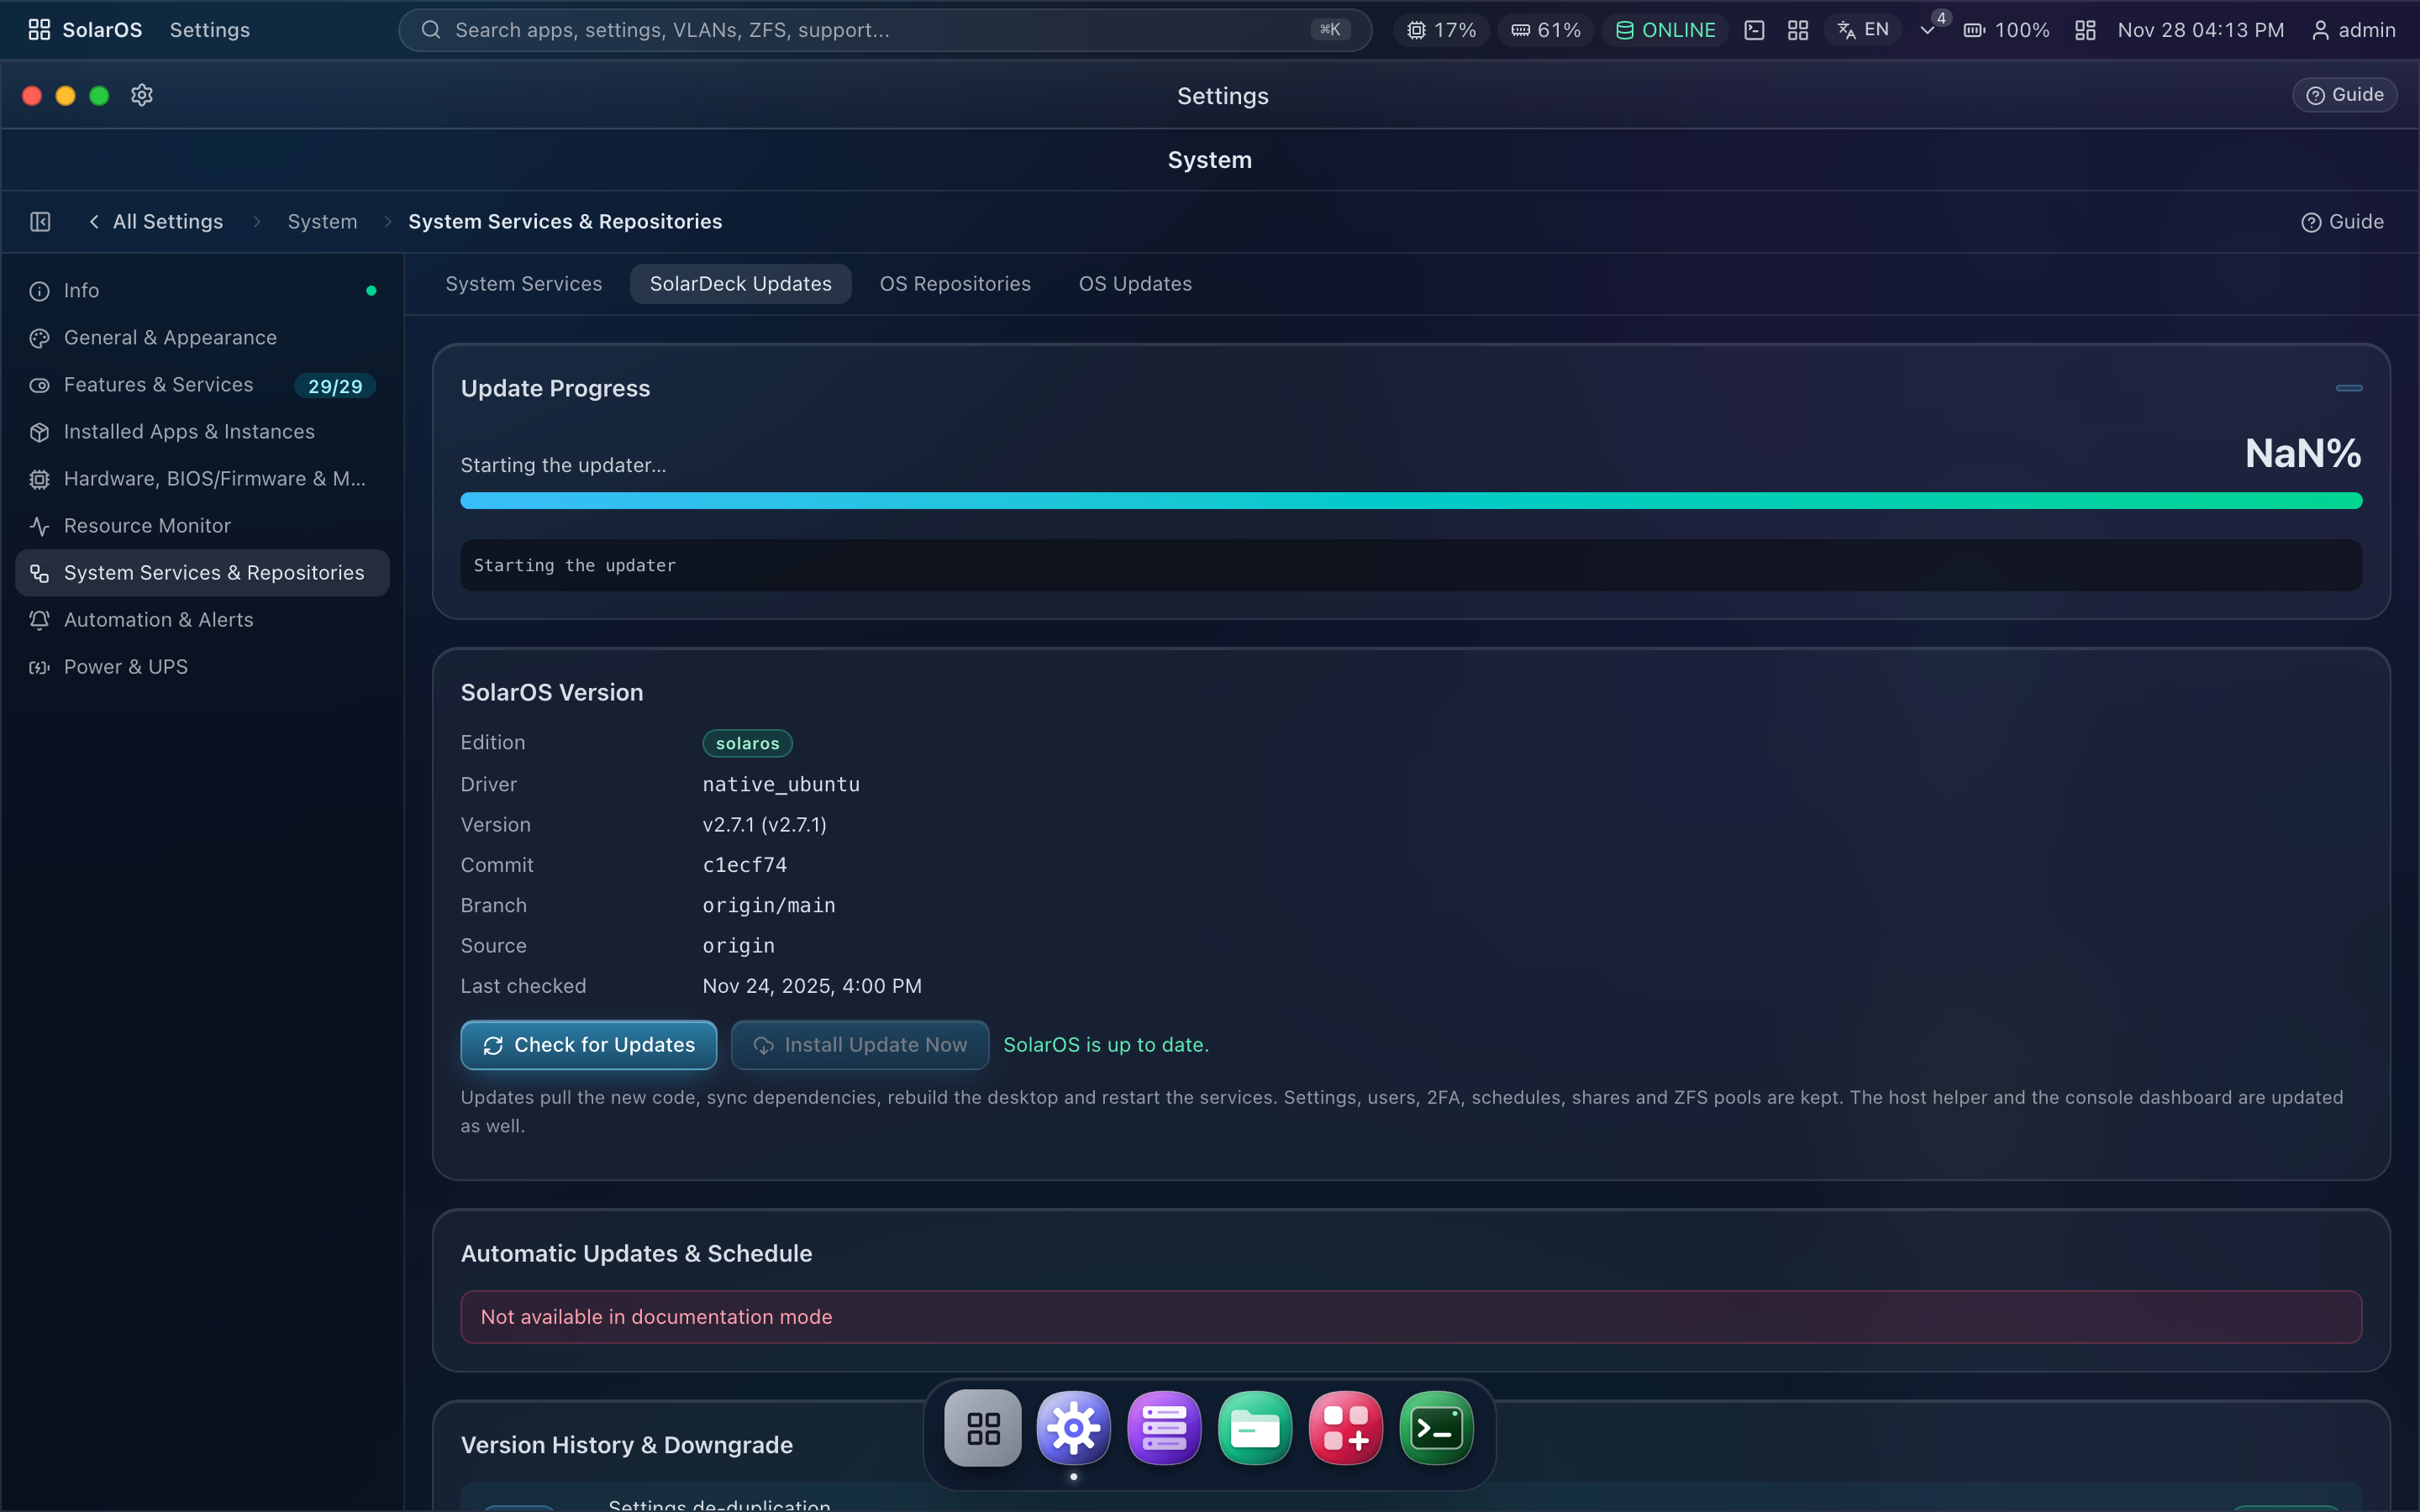 SolarOS
Settings
Search apps, settings, VLANs, ZFS, support...
⌘K
17%
61%
ONLINE
EN
4
100%
Nov 28 04:13 PM
admin
Settings
Guide
System
All Settings
System
System Services & Repositories
Guide
Info
General & Appearance
Features & Services
29/29
Installed Apps & Instances
Hardware, BIOS/Firmware & M...
Resource Monitor
System Services & Repositories
Automation & Alerts
Power & UPS
System Services
SolarDeck Updates
OS Repositories
OS Updates
Update Progress
Starting the updater...
NaN%
Starting the updater
SolarOS Version
Edition
solaros
Driver
native_ubuntu
Version
v2.7.1 (v2.7.1)
Commit
c1ecf74
Branch
origin/main
Source
origin
Last checked
Nov 24, 2025, 4:00 PM
Check for Updates
Install Update Now
SolarOS is up to date.
Updates pull the new code, sync dependencies, rebuild the desktop and restart the services. Settings, users, 2FA, schedules, shares and ZFS pools are kept. The host helper and the console dashboard are updated
as well.
Automatic Updates & Schedule
Not available in documentation mode
Version History & Downgrade
Settings de-duplication